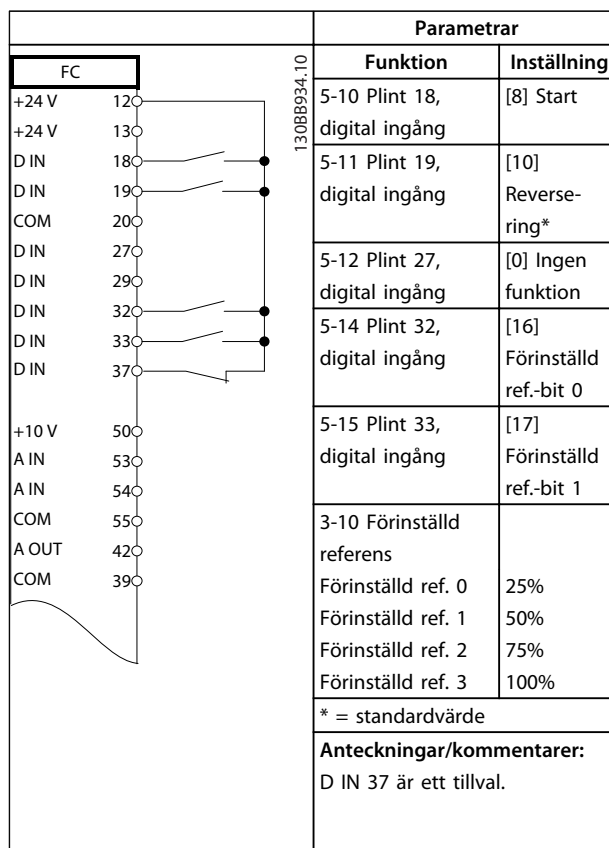 Parametrar
FC
130BB934.10
+24 V 12
+24 V 13
D IN 18
D IN 19
COM 20
D IN 27
D IN 29
D IN 32
D IN 33
D IN 37
+10 V 50
A IN 53
A IN 54
COM 55
A OUT 42
COM 39
Funktion Inställning
5-10 Plint 18, [8] Start
digital ingång
5-11 Plint 19, [10]
digital ingång Reverse-
ring*
5-12 Plint 27, [0] Ingen
digital ingång funktion
5-14 Plint 32, [16]
digital ingång Förinställd
ref.-bit 0
5-15 Plint 33, [17]
digital ingång Förinställd
ref.-bit 1
3-10 Förinställd
referens
Förinställd ref. 0 25%
Förinställd ref. 1 50%
Förinställd ref. 2 75%
Förinställd ref. 3 100%
* = standardvärde
Anteckningar/kommentarer:
D IN 37 är ett tillval.